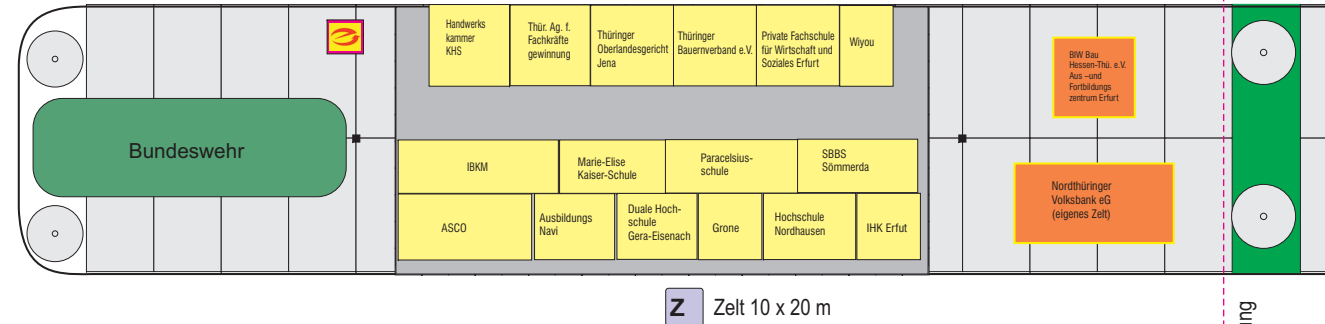 Handwerks
kammer
KHS
Thür. Ag. f.
Fachkräfte
gewinnung
Thüringer
Oberlandesgericht
Jena
Thüringer
Bauernverband e.V.
Private Fachschule
für Wirtschaft und
Soziales Erfurt
Wiyou
BIW Bau
Hessen-Thü. e.V.
Aus –und
Fortbildungs
zentrum Erfurt
Bundeswehr
IBKM
Marie-Elise
Kaiser-Schule
Paracelsius-
schule
SBBS
Sömmerda
Nordthüringer
Volksbank eG
(eigenes Zelt)
ASCO
Ausbildungs
Navi
Duale Hoch-
schule
Gera-Eisenach
Grone
Hochschule
Nordhausen
IHK Erfut
Z Zelt 10 x 20 m